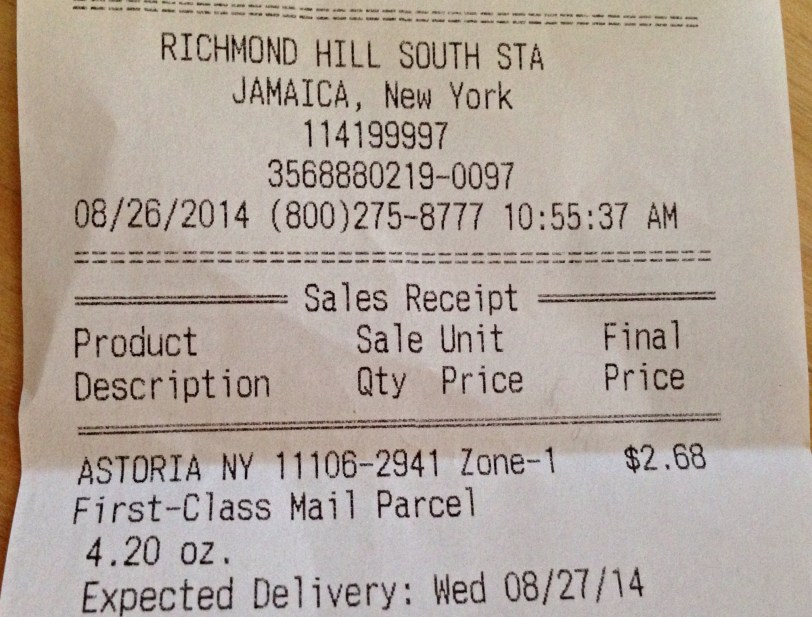 RICHMOND HILL SOUTH STA
JAMAICA, New York
114199997
3568880219-0097
08/26/2014 (800)275-8777 10:55:37 AM
Sales Receipt
Product Sale Unit Final
Description Qty Price Price
ASTORIA NY 11106-2941 Zone-1 $2.68
First-Class Mail Parcel
4.20 oz.
Expected Delivery: Wed 08/27/14